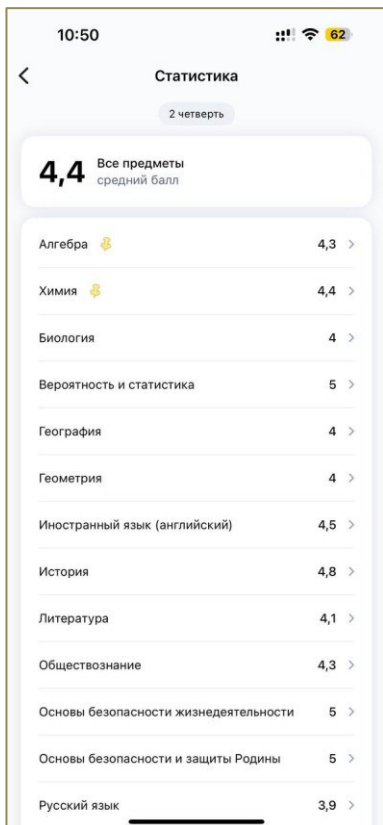 10:50
62
Статистика
2 четверть
4,4 Все предметы
средний балл
Алгебра 4,3
Химия 4,4
Биология 4
Вероятность и статистика 5
География 4
Геометрия 4
Иностранный язык (английский) 4,5
История 4,8
Литература 4,1
Обществознание 4,3
Основы безопасности жизнедеятельности 5
Основы безопасности и защиты Родины 5
Русский язык 3,9